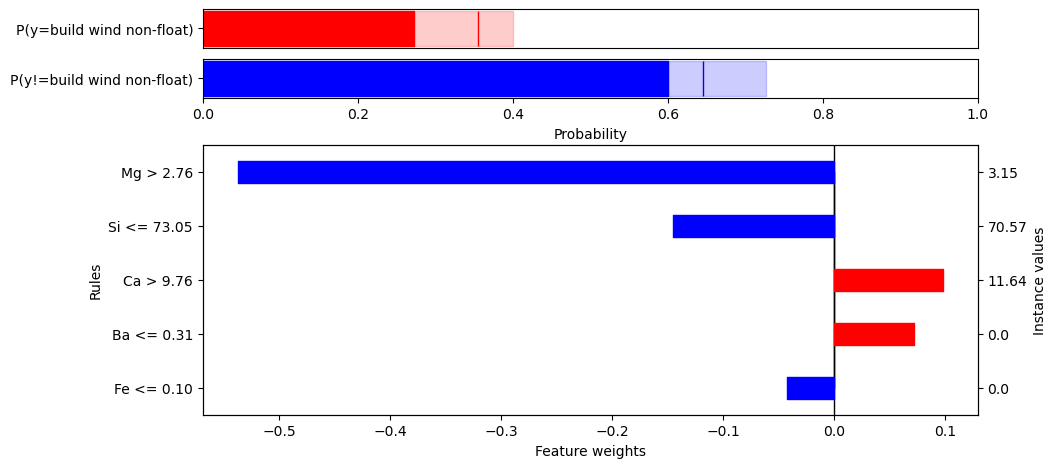 P(y=build wind non-float)
P(y!=build wind non-float)
0.0 0.2 0.4 0.6 0.8 1.0
Probability
Mg > 2.76 3.15
Si <= 73.05 70.57
Ca > 9.76 11.64
Ba <= 0.31 0.0
Fe <= 0.10 0.0
Rules
Instance values
−0.5 −0.4 −0.3 −0.2 −0.1 0.0 0.1
Feature weights